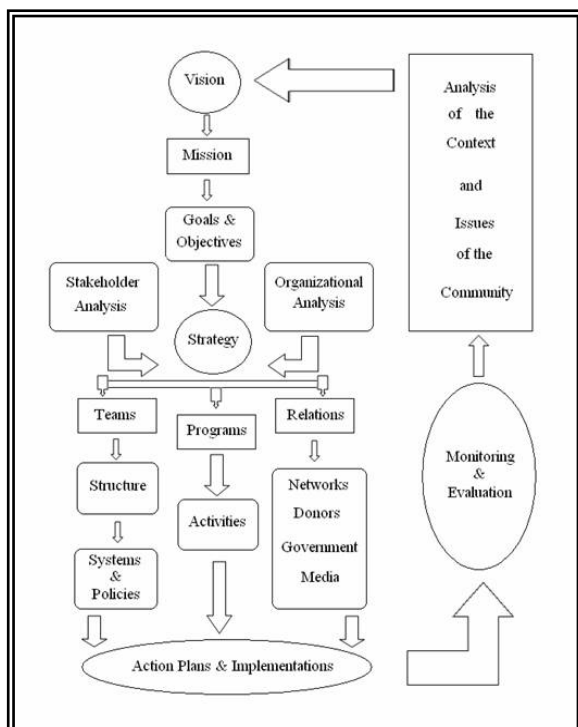 Vision
Mission
Goals &
Objectives
Stakeholder
Analysis
Organizational
Analysis
Strategy
Teams
Programs
Relations
Structure
Activities
Networks
Donors
Government
Media
Systems
&
Policies
Action Plans & Implementations
Analysis
of the
Context
and
Issues
of the
Community
Monitoring
&
Evaluation